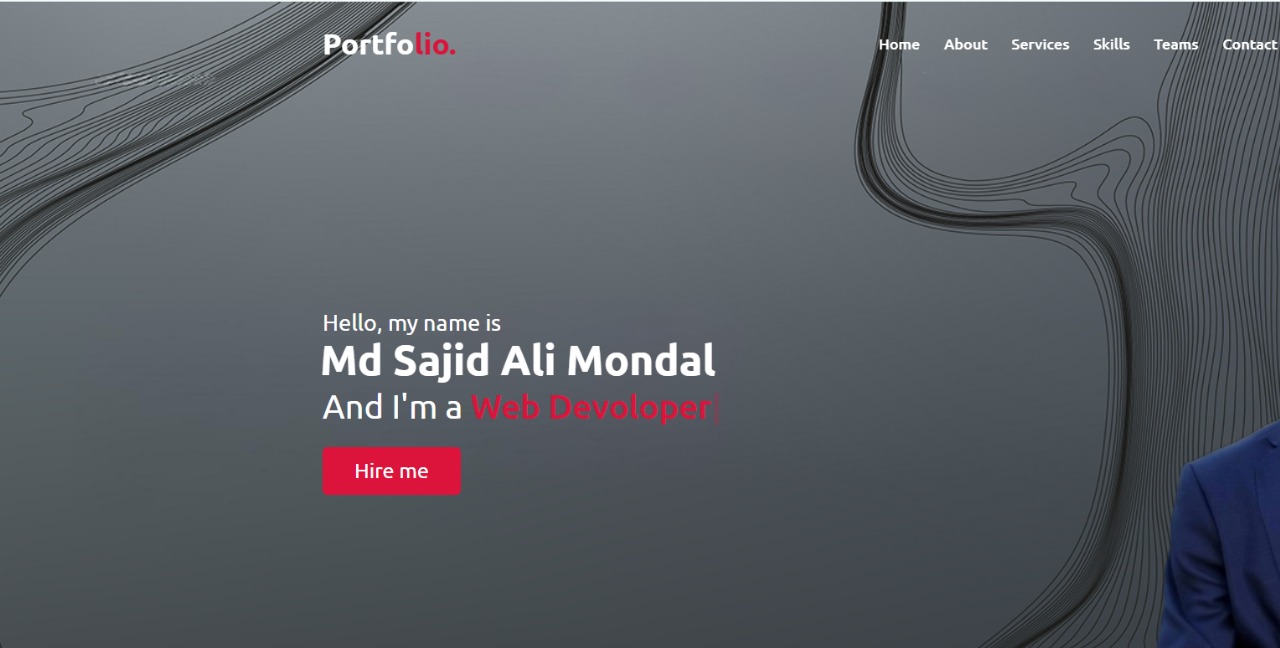 Portfolio.
Home About Services Skills Teams Contact
Hello, my name is
Md Sajid Ali Mondal
And I'm a Web Devoloper
Hire me